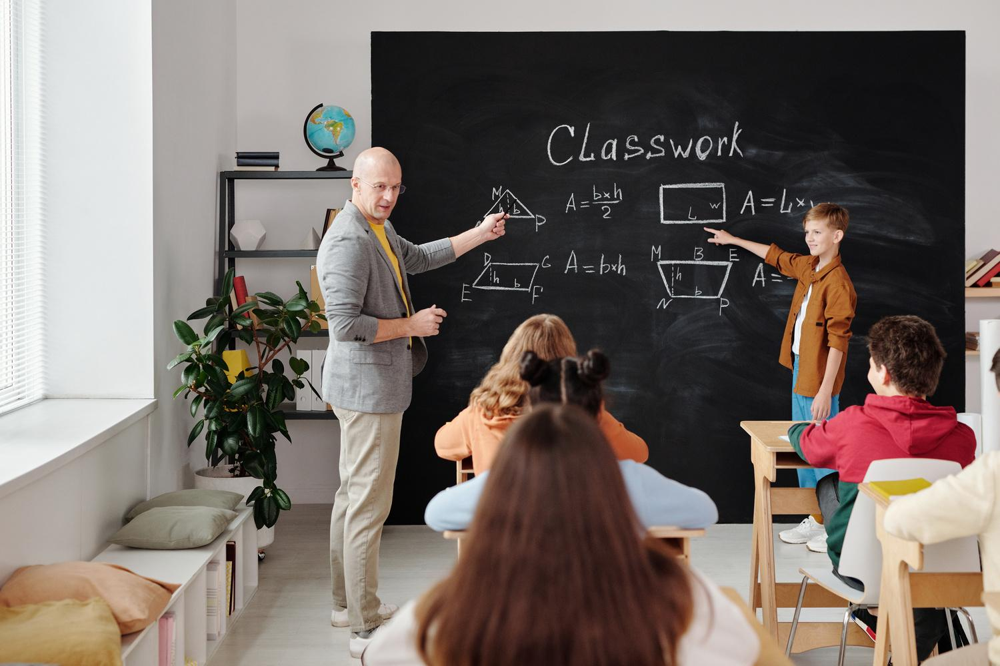 Classwork
M
h b
P
A = b×h/2
L W
A = L×
D G
h b
E F
A = b×h
M B E
h
b
N P
A =